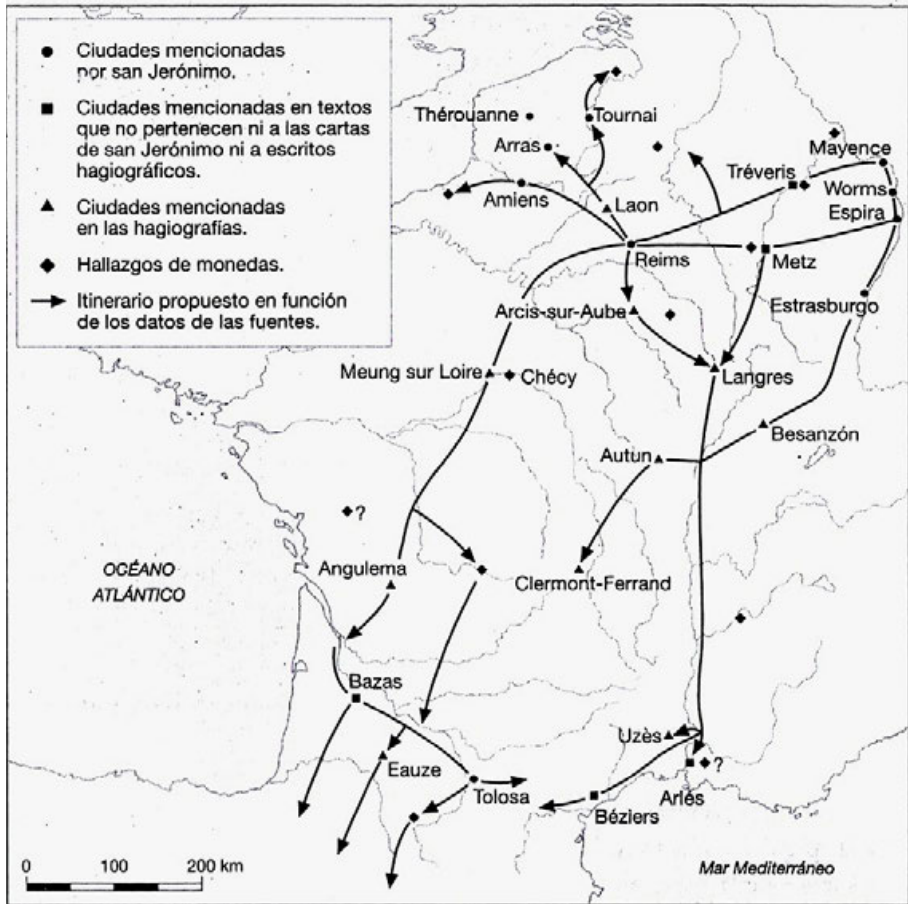 Ciudades mencionadas
por san Jerónimo.
Ciudades mencionadas en textos
que no pertenecen ni a las cartas
de san Jerónimo ni a escritos
hagiográficos.
Ciudades mencionadas
en las hagiografías.
Hallazgos de monedas.
Itinerario propuesto en función
de los datos de las fuentes.
Thérouanne
Tournai
Arras
Mayence
Tréveris
Worms
Amiens
Laon
Espira
Reims
Metz
Arcis-sur-Aube
Estrasburgo
Meung sur Loire
Chécy
Langres
Besanzón
Autun
?
Angulema
Clermont-Ferrand
OCÉANO
ATLÁNTICO
Bazas
Uzès
Eauze
?
Tolosa
Arlés
Béziers
0 100 200 km
Mar Mediterráneo